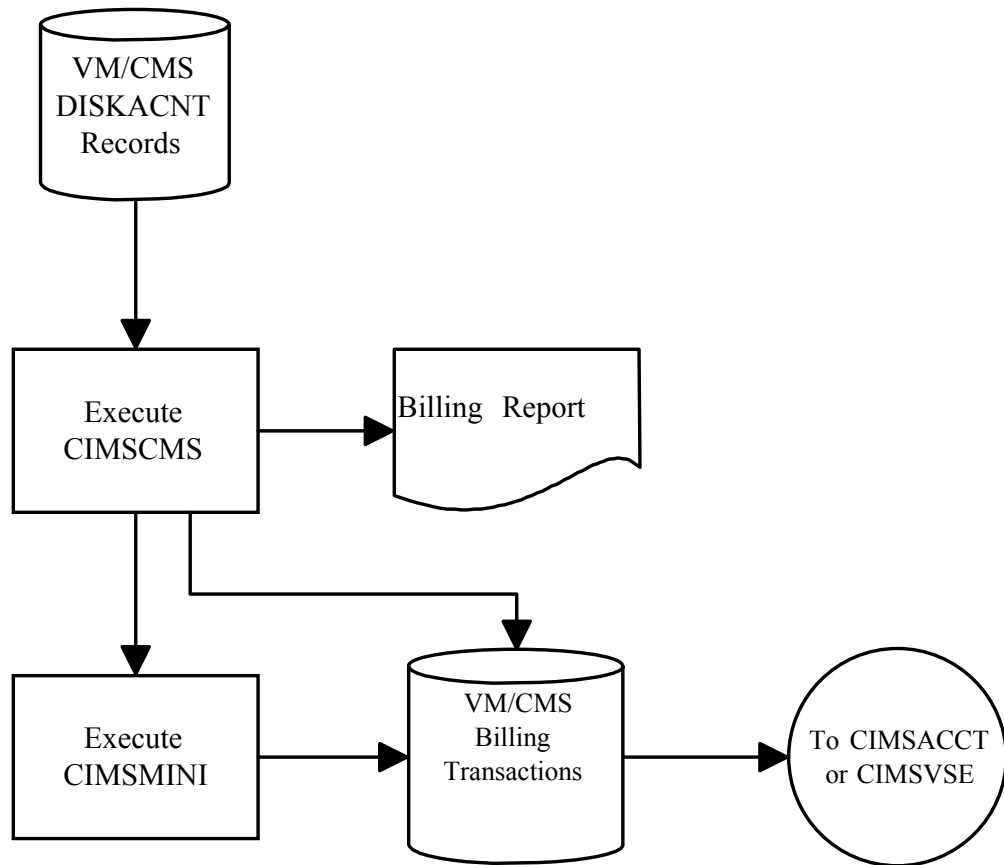 VM/CMS
DISKACNT
Records
Execute
CIMSCMS
Billing Report
Execute
CIMSMINI
VM/CMS
Billing
Transactions
To CIMSACCT
or CIMSVSE